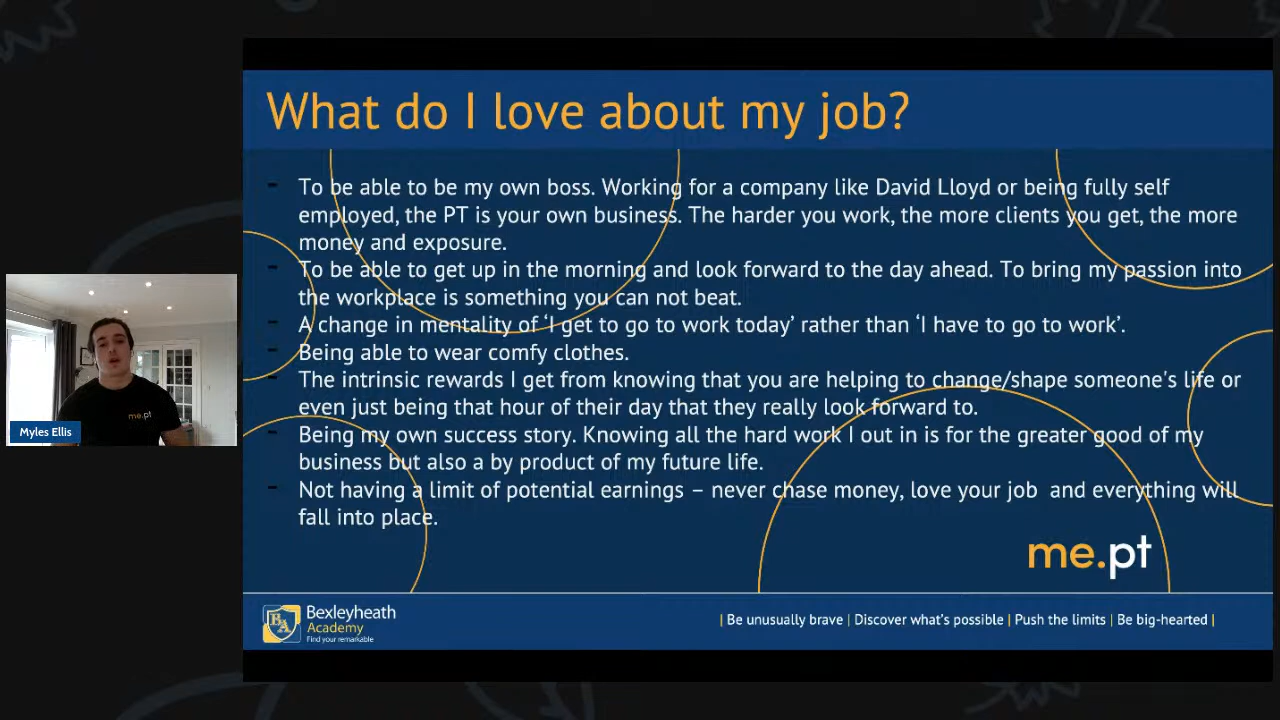 What do I love about my job?
- To be able to be my own boss. Working for a company like David Lloyd or being fully self
employed, the PT is your own business. The harder you work, the more clients you get, the more
money and exposure.
- To be able to get up in the morning and look forward to the day ahead. To bring my passion into
the workplace is something you can not beat.
- A change in mentality of ‘I get to go to work today’ rather than ‘I have to go to work’.
- Being able to wear comfy clothes.
- The intrinsic rewards I get from knowing that you are helping to change/shape someone's life or
even just being that hour of their day that they really look forward to.
- Being my own success story. Knowing all the hard work I out in is for the greater good of my
business but also a by product of my future life.
- Not having a limit of potential earnings – never chase money, love your job and everything will
fall into place.
me.pt
me.pt
Myles Ellis
BA
Bexleyheath
Academy
Find your remarkable
| Be unusually brave | Discover what's possible | Push the limits | Be big-hearted |